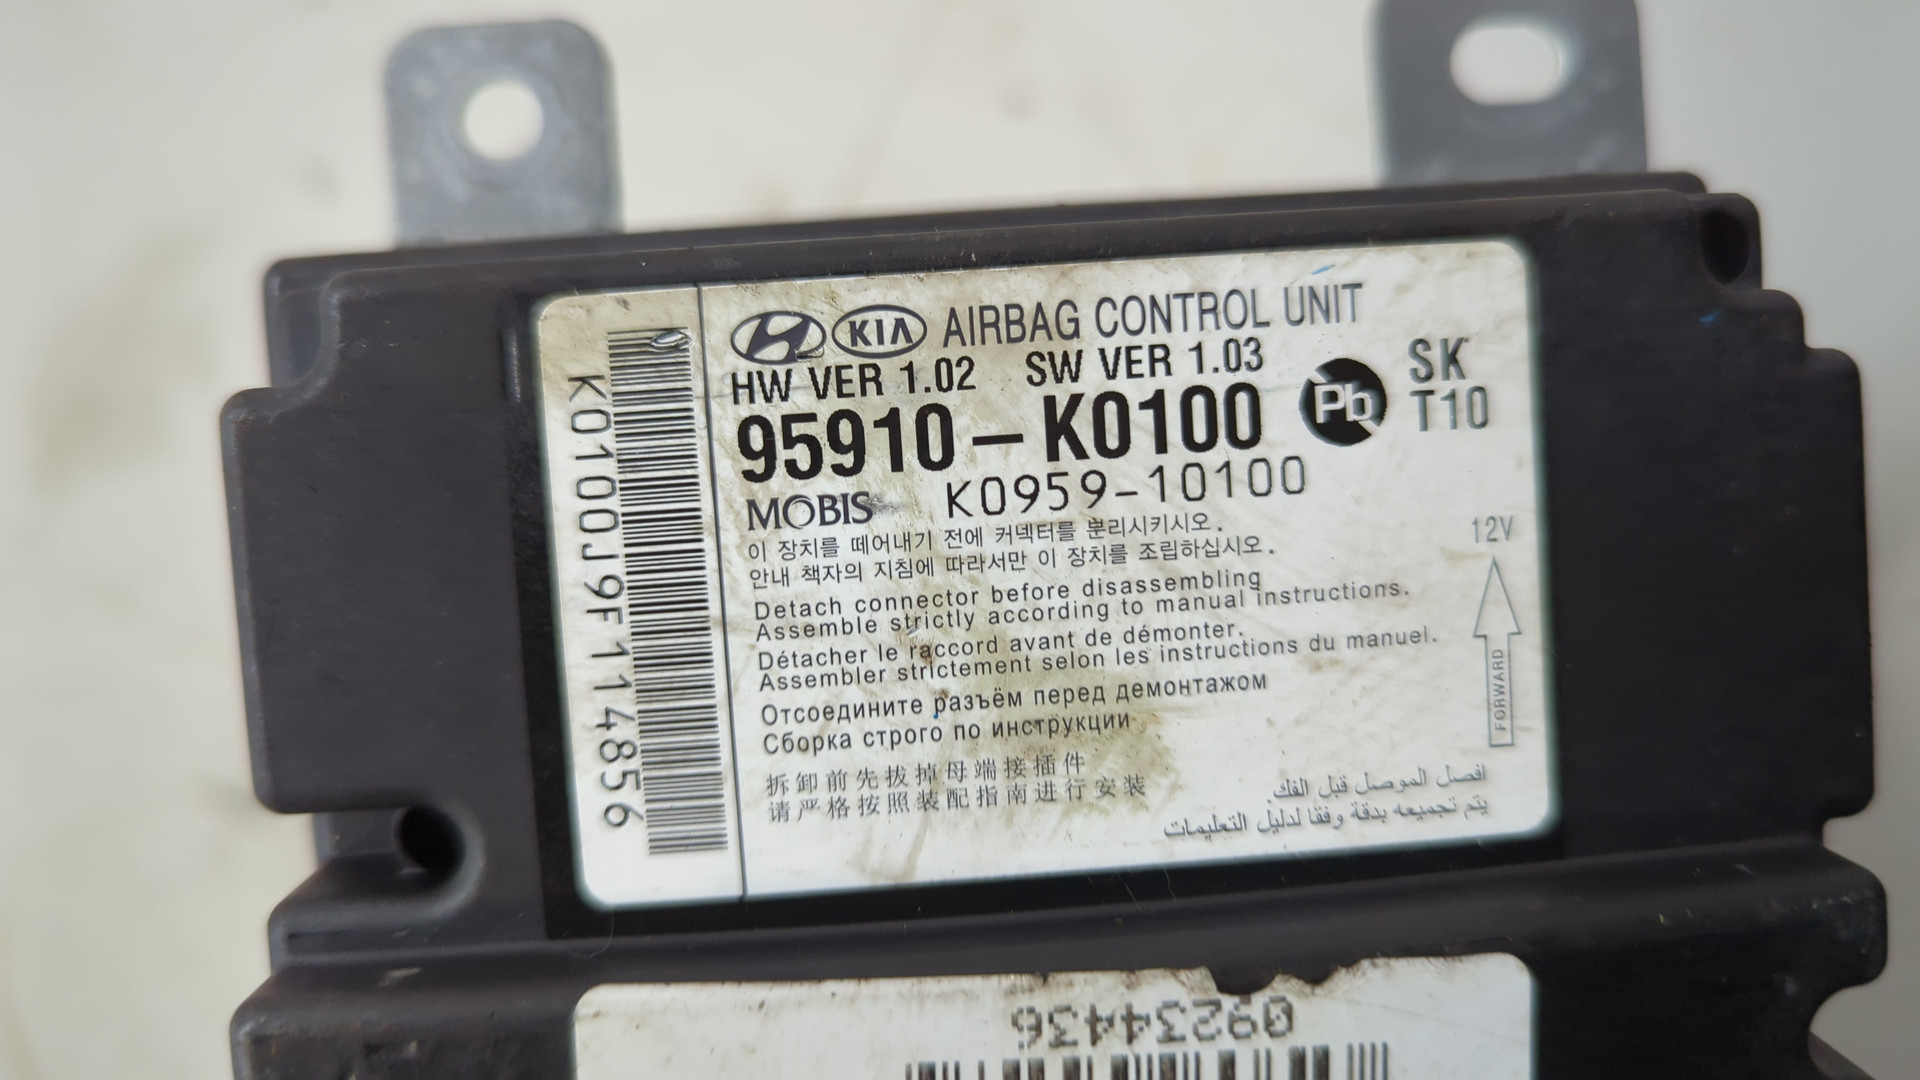 K0100J9F114856
KIA AIRBAG CONTROL UNIT
HW VER 1.02 SW VER 1.03
95910-K0100 Pb SK T10
MOBIS K0959-10100
이 장치를 떼어내기 전에 커넥터를 분리시키시오.
안내 책자의 지침에 따라서만 이 장치를 조립하십시오.
12V
Detach connector before disassembling
Assemble strictly according to manual instructions.
Détacher le raccord avant de démonter.
Assembler strictement selon les instructions du manuel.
FORWARD
Отсоедините разъём перед демонтажом
Сборка строго по инструкции
拆卸前先拔掉母端接插件
请严格按照装配指南进行安装
افصل الموصل قبل الفك.
يتم تجميعه بدقة وفقا لدليل التعليمات
09234436